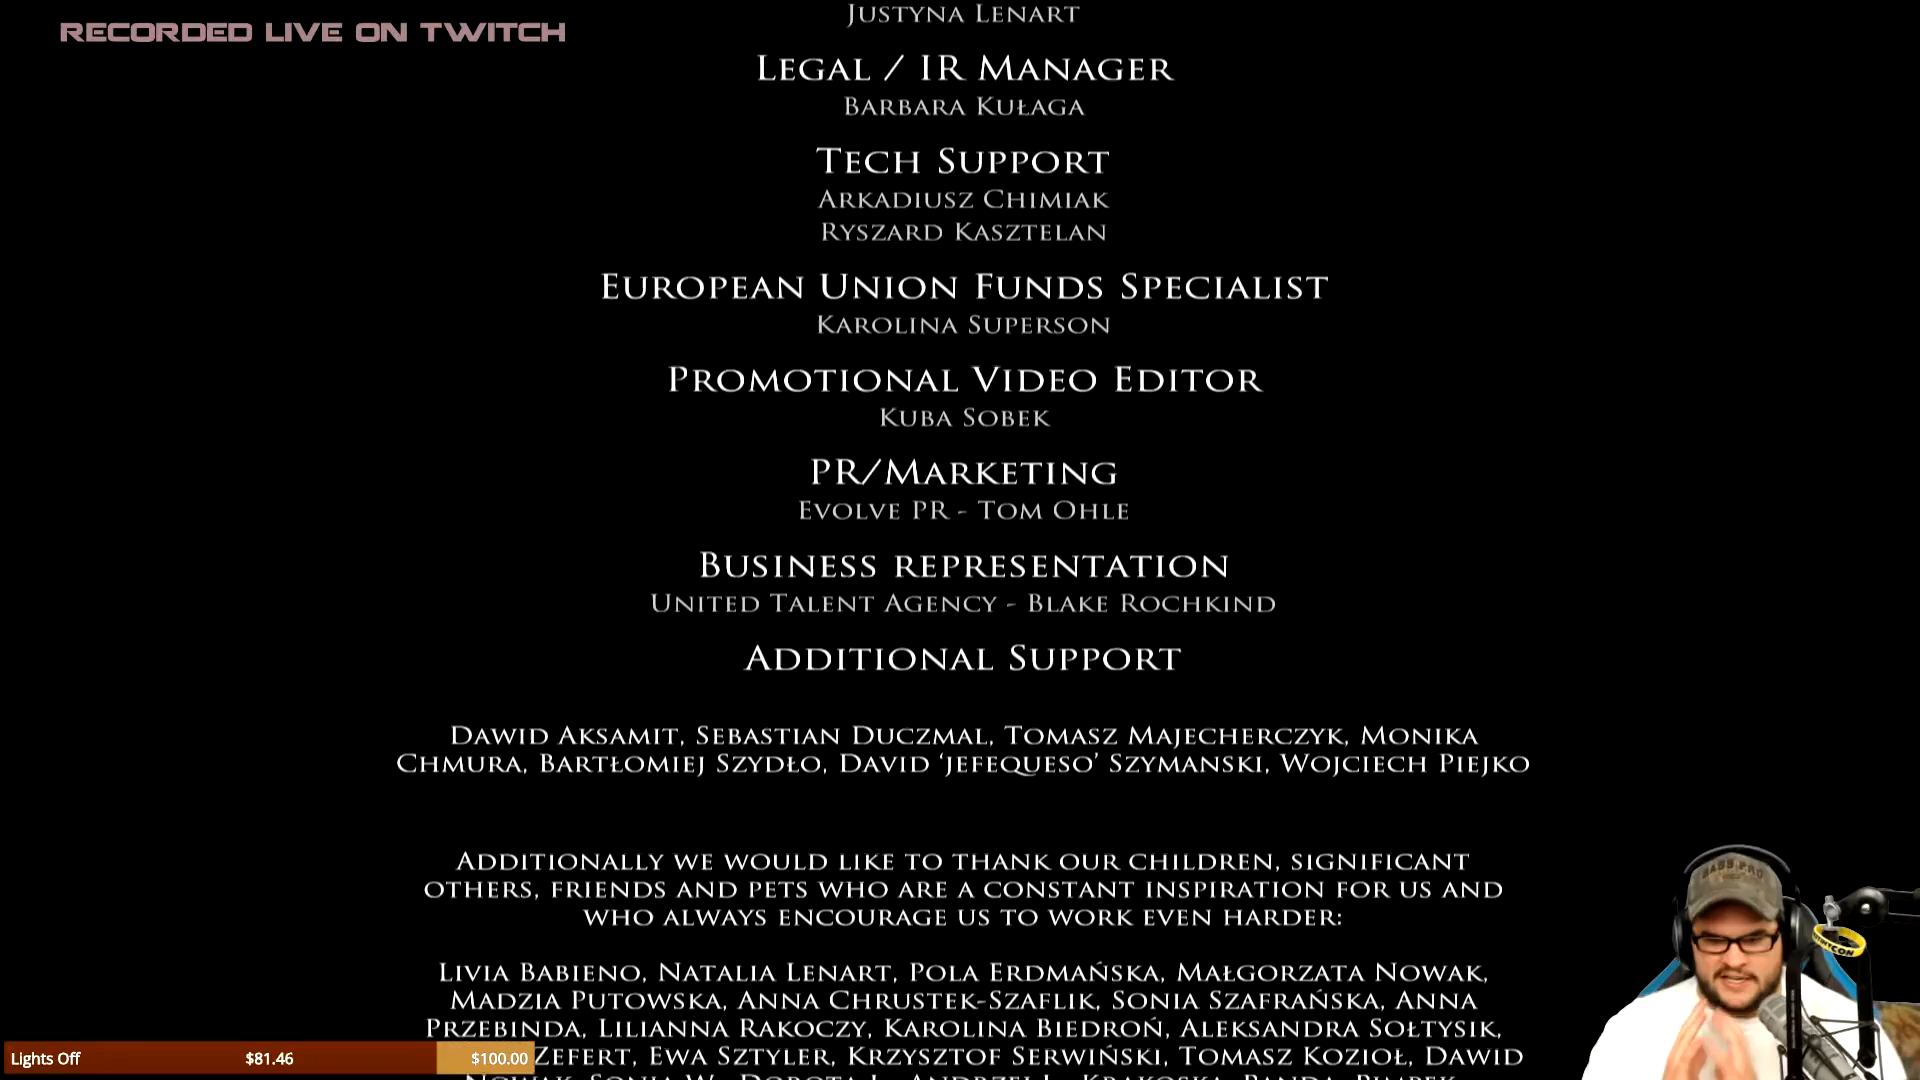 RECORDED LIVE ON TWITCH
Justyna Lenart
Legal / IR Manager
Barbara Kułaga
Tech Support
Arkadiusz Chimiak
Ryszard Kasztelan
European Union Funds Specialist
Karolina Superson
Promotional Video Editor
Kuba Sobek
PR/Marketing
Evolve PR - Tom Ohle
Business representation
United Talent Agency - Blake Rochkind
Additional Support
Dawid Aksamit, Sebastian Duczmal, Tomasz Majecherczyk, Monika
Chmura, Bartłomiej Szydło, David ‘jefequeso’ Szymanski, Wojciech Piejko
Additionally we would like to thank our children, significant
others, friends and pets who are a constant inspiration for us and
who always encourage us to work even harder:
Livia Babieno, Natalia Lenart, Pola Erdmańska, Małgorzata Nowak,
Madzia Putowska, Anna Chrustek-Szaflik, Sonia Szafrańska, Anna
Przebinda, Lilianna Rakoczy, Karolina Biedroń, Aleksandra Sołtysik,
Zefert, Ewa Sztyler, Krzysztof Serwiński, Tomasz Kozioł, Dawid
Lights Off $81.46 $100.00